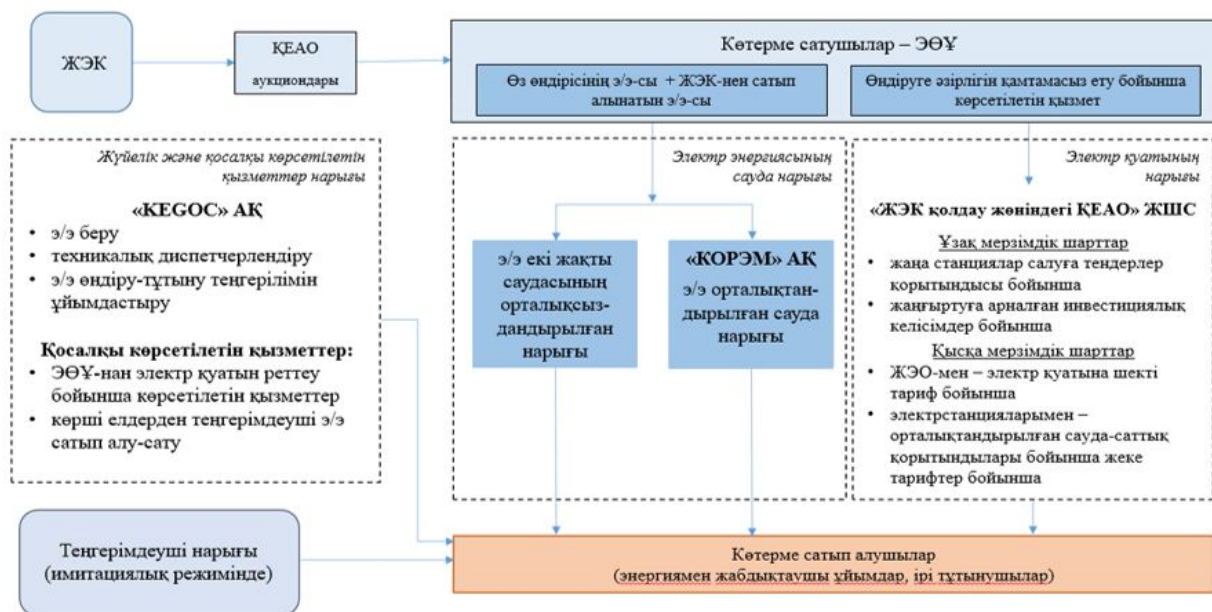 ЖЭК
ҚЕАО
аукциондары
Көтерме сатушылар – ЭӨҰ
Өз өндірісінің э/э-сы + ЖЭК-нен сатып
алынатын э/э-сы
Өндіруге әзірлігін қамтамасыз ету бойынша
көрсетілетін қызмет
Жүйелік және қосалқы көрсетілетін
қызметтер нарығы
«KEGOC» АҚ
• э/э беру
• техникалық диспетчерлендіру
• э/э өндіру-тұтыну теңгерілімін
ұйымдастыру
Қосалқы көрсетілетін қызметтер:
• ЭӨҰ-нан электр қуатын реттеу
бойынша көрсетілетін қызметтер
• көрші елдерден теңгерімдеуші э/э
сатып алу-сату
Электр энергиясының
сауда нарығы
э/э екі жақты
саудасының
орталықсыз-
дандырылған
нарығы
«КОРЭМ» АҚ
э/э орталықтан-
дырылған сауда
нарығы
Электр қуатының
нарығы
«ЖЭК қолдау жөніндегі ҚЕАО» ЖШС
Ұзақ мерзімдік шарттар
• жаңа станциялар салуға тендерлер
қорытындысы бойынша
• жаңғыртуға арналған инвестициялық
келісімдер бойынша
Қысқа мерзімдік шарттар
• ЖЭО-мен – электр қуатына шекті
тариф бойынша
• электрстанцияларымен –
орталықтандырылған сауда-саттық
қорытындылары бойынша жеке
тарифтер бойынша
Теңгерімдеуші нарығы
(имитациялық режимінде)
Көтерме сатып алушылар
(энергиямен жабдықтаушы ұйымдар, ірі тұтынушылар)